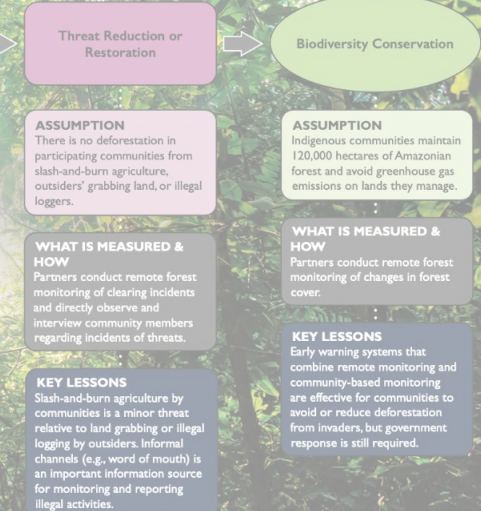 Threat Reduction or
Restoration
ASSUMPTION
There is no deforestation in
participating communities from
slash-and-burn agriculture,
outsiders' grabbing land, or illegal
loggers.
WHAT IS MEASURED &
HOW
Partners conduct remote forest
monitoring of clearing incidents
and directly observe and
interview community members
regarding incidents of threats.
KEY LESSONS
Slash-and-burn agriculture by
communities is a minor threat
relative to land grabbing or illegal
logging by outsiders. Informal
channels (e.g., word of mouth) is
an important information source
for monitoring and reporting
illegal activities.
Biodiversity Conservation
ASSUMPTION
Indigenous communities maintain
120,000 hectares of Amazonian
forest and avoid greenhouse gas
emissions on lands they manage.
WHAT IS MEASURED &
HOW
Partners conduct remote forest
monitoring of changes in forest
cover.
KEY LESSONS
Early warning systems that
combine remote monitoring and
community-based monitoring
are effective for communities to
avoid or reduce deforestation
from invaders, but government
response is still required.